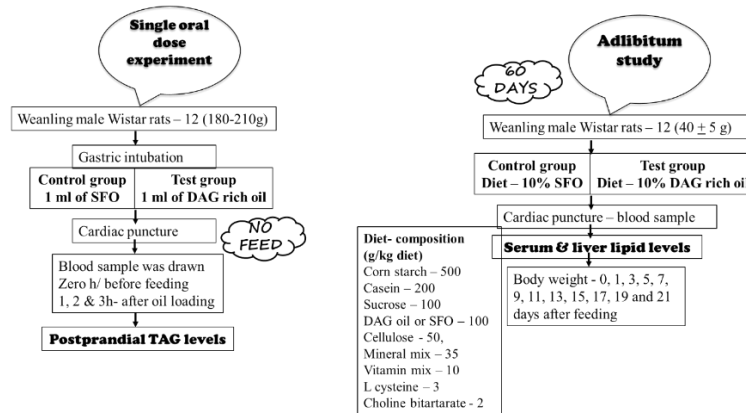 Single oral
dose
experiment
Weanling male Wistar rats – 12 (180-210g)
Gastric intubation
Control group
1 ml of SFO
Test group
1 ml of DAG rich oil
Cardiac puncture
NO
FEED
Blood sample was drawn
Zero h/ before feeding
1, 2 & 3h- after oil loading
Postprandial TAG levels
Adlibitum
study
60
DAYS
Weanling male Wistar rats – 12 (40 ± 5 g)
Control group
Diet – 10% SFO
Test group
Diet – 10% DAG rich oil
Cardiac puncture – blood sample
Serum & liver lipid levels
Body weight - 0, 1, 3, 5, 7,
9, 11, 13, 15, 17, 19 and 21
days after feeding
Diet- composition
(g/kg diet)
Corn starch – 500
Casein – 200
Sucrose – 100
DAG oil or SFO – 100
Cellulose - 50,
Mineral mix – 35
Vitamin mix – 10
L cysteine – 3
Choline bitartarate - 2